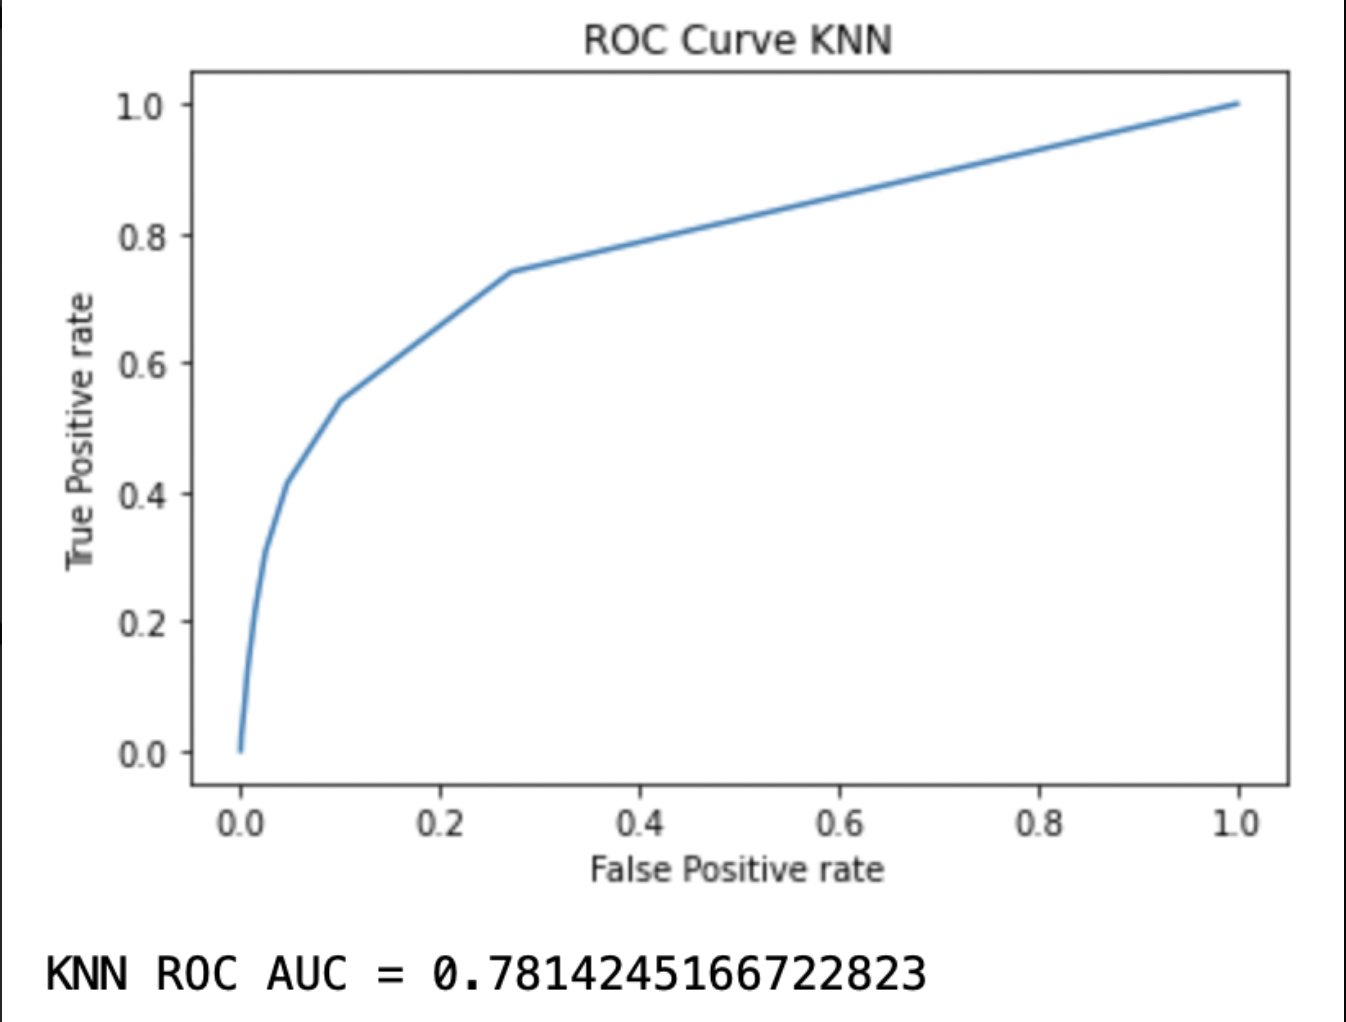 ROC Curve KNN
1.0
0.8
0.6
0.4
0.2
0.0
True Positive rate
0.0 0.2 0.4 0.6 0.8 1.0
False Positive rate
KNN ROC AUC = 0.7814245166722823